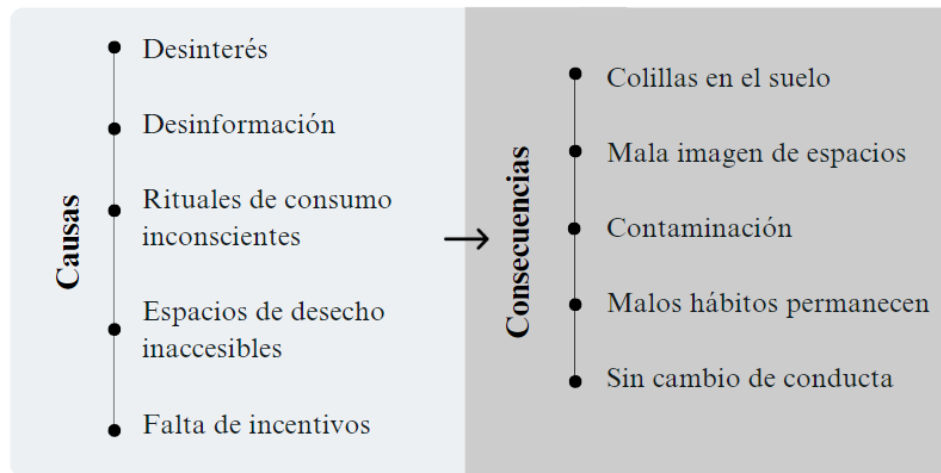 Causas
Desinterés
Desinformación
Rituales de consumo
inconscientes
Espacios de desecho
inaccesibles
Falta de incentivos
Consecuencias
Colillas en el suelo
Mala imagen de espacios
Contaminación
Malos hábitos permanecen
Sin cambio de conducta